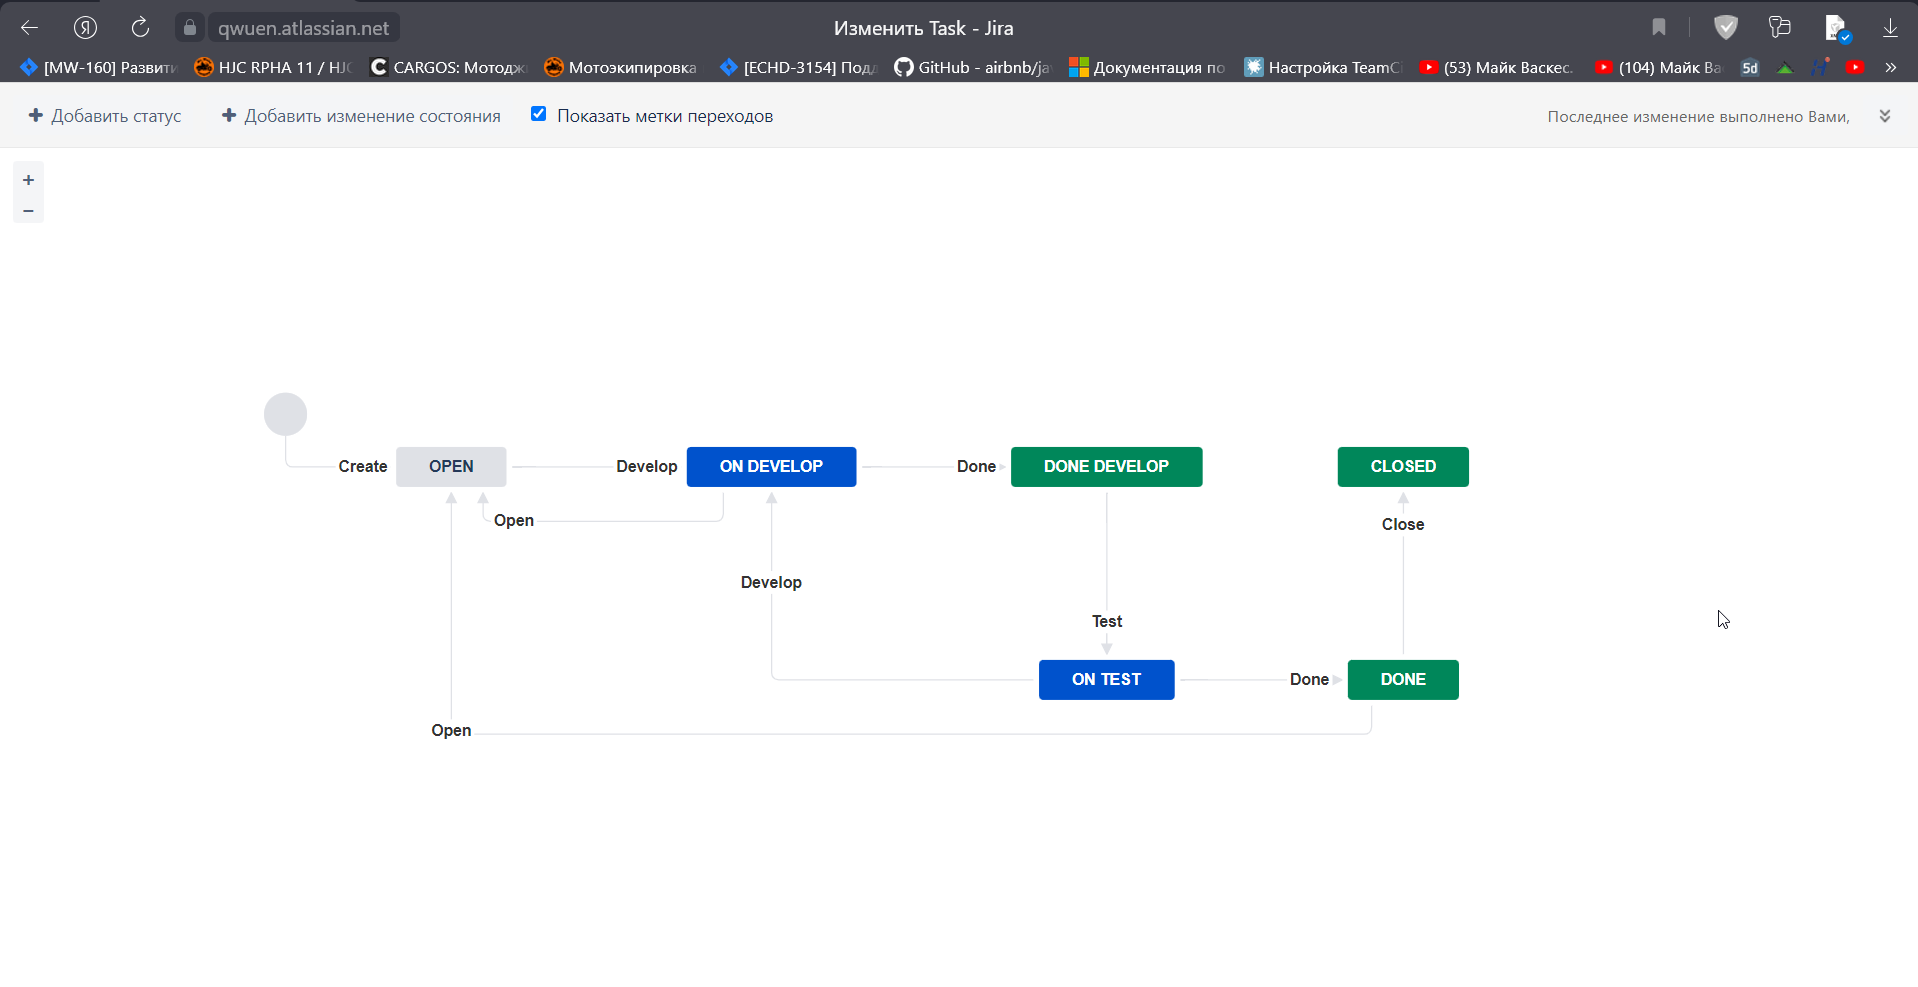 qwuen.atlassian.net
Изменить Task - Jira
[MW-160] Развити
HJC RPHA 11 / HJC
CARGOS: Мотодж
Мотоэкипировка
[ECHD-3154] Под
GitHub - airbnb/ja
Документация по
Настройка TeamCi
(53) Майк Васкес.
(104) Майк Ва
5d
Добавить статус
Добавить изменение состояния
Показать метки переходов
Последнее изменение выполнено Вами,
+
−
Create
OPEN
Develop
ON DEVELOP
Done
DONE DEVELOP
CLOSED
Open
Close
Develop
Test
ON TEST
Done
DONE
Open